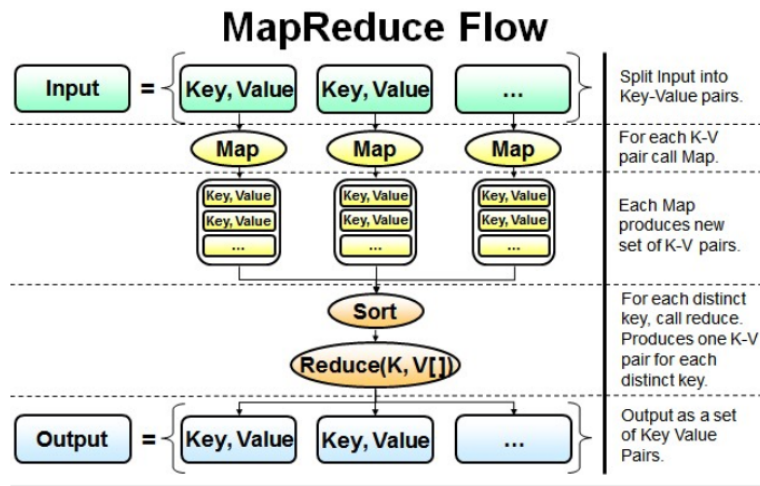 MapReduce Flow
Input = Key, Value Key, Value ...
Split Input into
Key-Value pairs.
Map Map Map
For each K-V
pair call Map.
Key, Value Key, Value Key, Value
Key, Value Key, Value Key, Value
... ... ...
Each Map
produces new
set of K-V pairs.
Sort
Reduce(K, V[])
For each distinct
key, call reduce.
Produces one K-V
pair for each
distinct key.
Output = Key, Value Key, Value ...
Output as a set
of Key Value
Pairs.